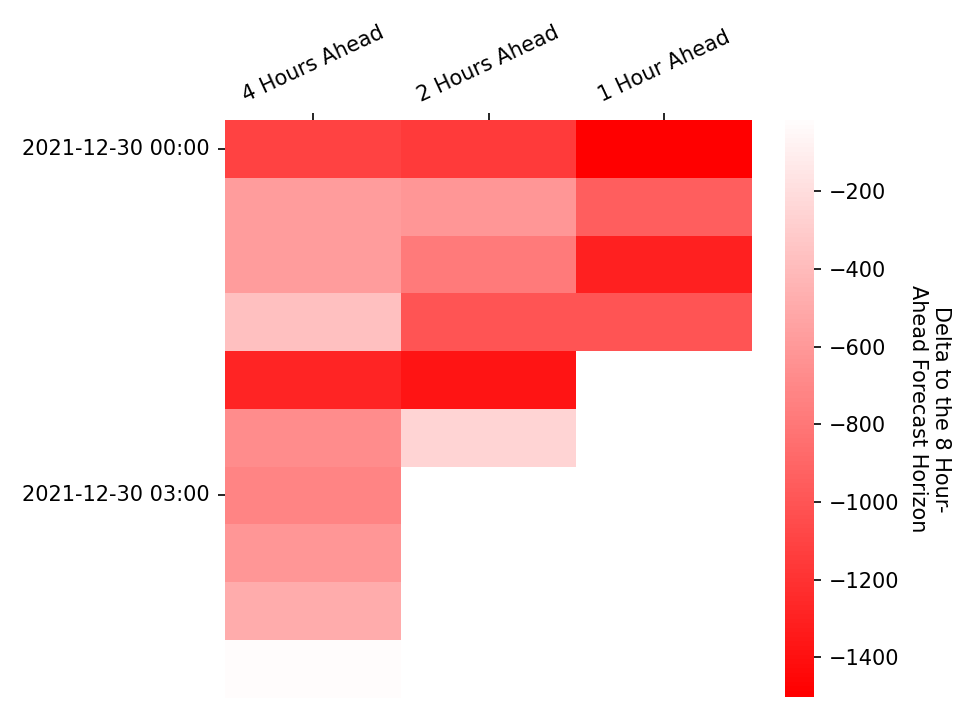 4 Hours Ahead
2 Hours Ahead
1 Hour Ahead
2021-12-30 00:00
2021-12-30 03:00
−200
−400
−600
−800
−1000
−1200
−1400
Delta to the 8 Hour-
Ahead Forecast Horizon